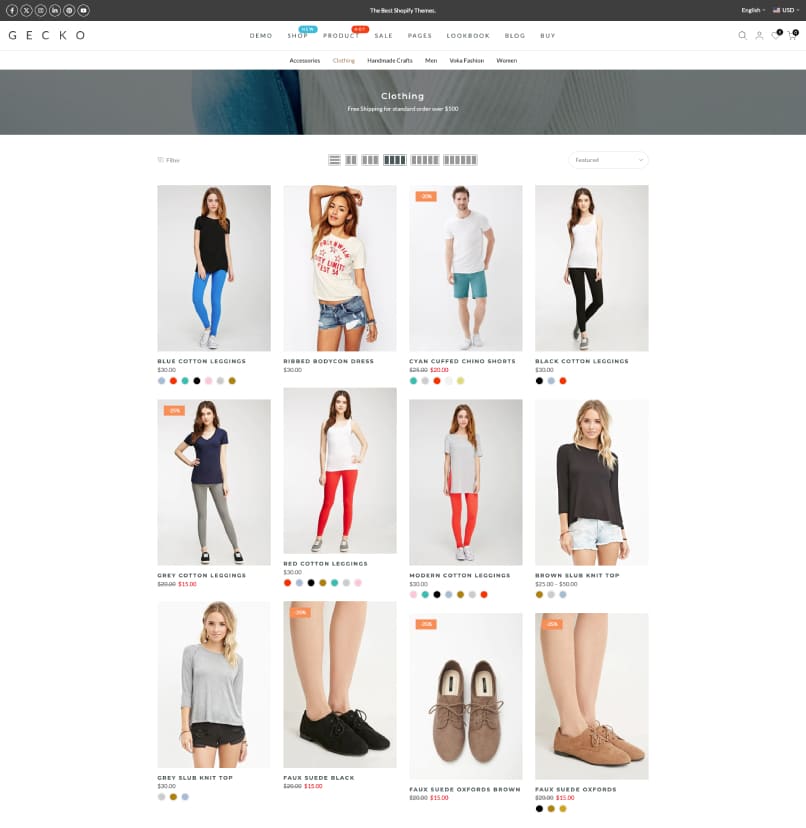 The Best Shopify Themes.
English
USD
GECKO
DEMO
SHOP
NEW
PRODUCT
HOT
SALE
PAGES
LOOKBOOK
BLOG
BUY
0
0
Accessories
Clothing
Handmade Crafts
Men
Voka Fashion
Women
Clothing
Free Shipping for standard order over $100
Filter
Featured
-20%
BLUE COTTON LEGGINGS
$30.00
RIBBED BODYCON DRESS
$30.00
CYAN CUFFED CHINO SHORTS
$25.00 $20.00
BLACK COTTON LEGGINGS
$30.00
-25%
GREY COTTON LEGGINGS
$20.00 $15.00
RED COTTON LEGGINGS
$30.00
MODERN COTTON LEGGINGS
$30.00
BROWN SLUB KNIT TOP
$25.00 – $50.00
GREY SLUB KNIT TOP
$30.00
-25%
FAUX SUEDE BLACK
$20.00 $15.00
-25%
FAUX SUEDE OXFORDS BROWN
$20.00 $15.00
-25%
FAUX SUEDE OXFORDS
$20.00 $15.00